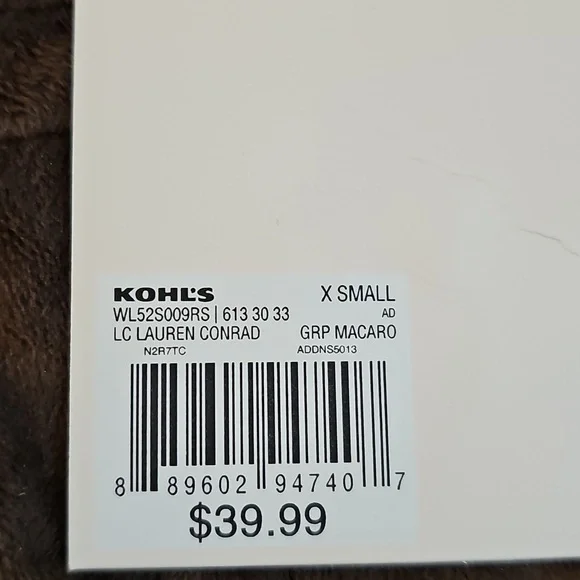 KOHL'S X SMALL
WL52S009RS | 613 30 33 AD
LC LAUREN CONRAD GRP MACARO
N2R7TC ADDNS5013
8 89602 94740 7
$39.99